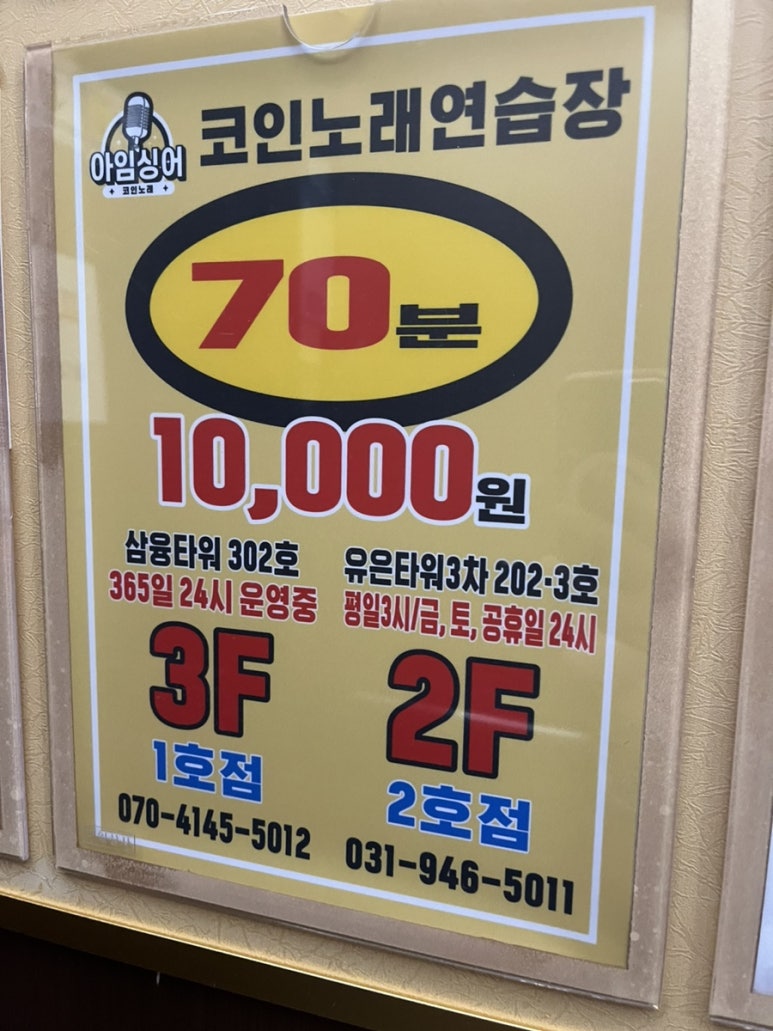 코인노래연습장
아임싱어
코인노래
70분
10,000원
삼융타워 302호
365일 24시 운영중
3F
1호점
070-4145-5012
유은타워3차 202·3호
평일3시/금, 토, 공휴일 24시
2F
2호점
031-946-5011